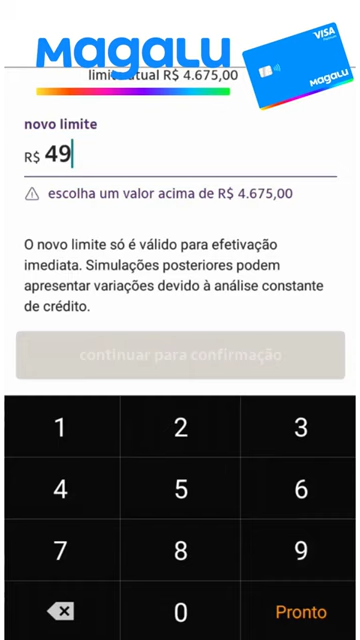 MAGALU
VISA
MAGALU
limite atual R$ 4.675,00
novo limite
R$ 49
escolha um valor acima de R$ 4.675,00
O novo limite só é válido para efetivação
imediata. Simulações posteriores podem
apresentar variações devido à análise constante
de crédito.
continuar para confirmação
1 2 3
4 5 6
7 8 9
0 Pronto